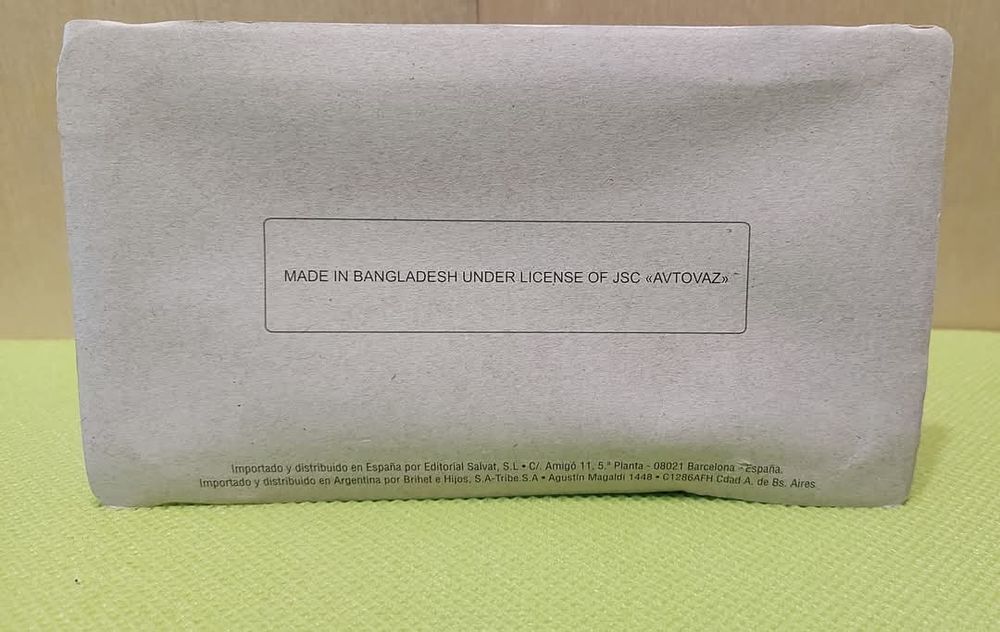 MADE IN BANGLADESH UNDER LICENSE OF JSC «AVTOVAZ»
Importado y distribuido en España por Editorial Salvat, S.L • C/. Amigó 11, 5.ª Planta - 08021 Barcelona - España.
Importado y distribuido en Argentina por Brihet e Hijos, S.A-Tribe.S.A • Agustín Magaldi 1448 • C1286AFH Cdad A. de Bs. Aires